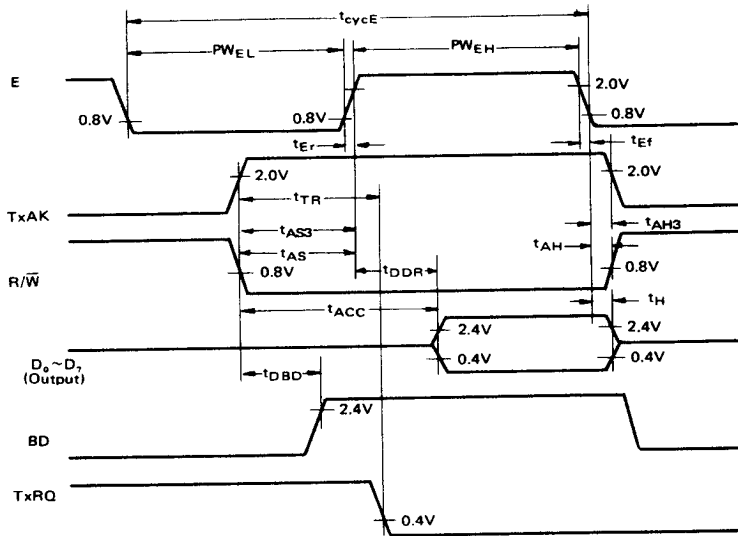 tcycE
PWEL
PWEH
E
2.0V
0.8V
0.8V
0.8V
tEr
tEf
2.0V
2.0V
tTR
TxAK
tAS3
tAH3
tAS
tAH
tDDR
R/W̅
0.8V
0.8V
tACC
tH
2.4V
2.4V
0.4V
0.4V
D₀~D₇
(Output)
tDBD
2.4V
BD
TxRQ
0.4V